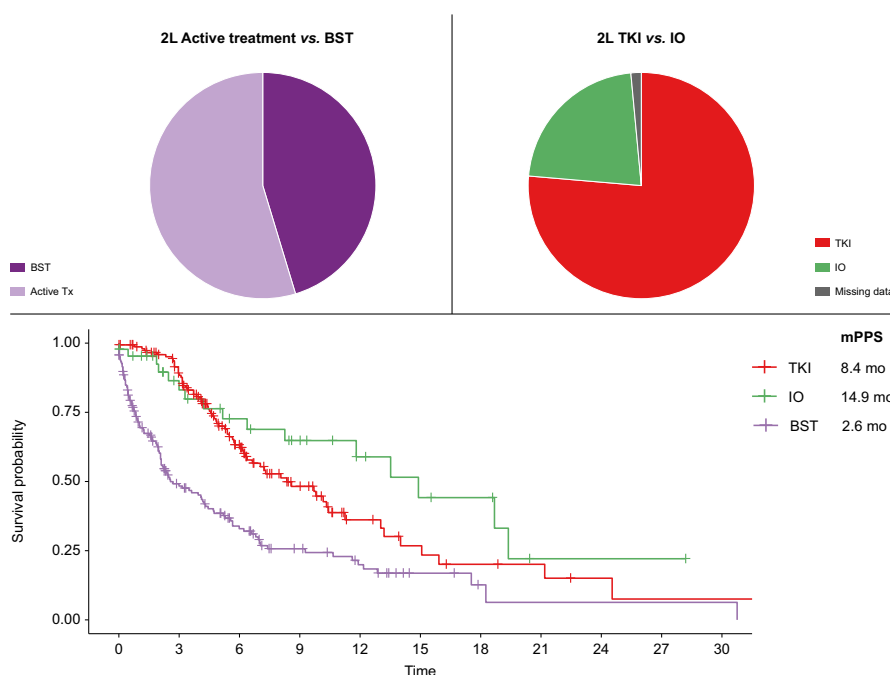 2L Active treatment vs. BST
2L TKI vs. IO
BST
Active Tx
TKI
IO
Missing data
mPPS
TKI 8.4 mo
IO 14.9 mo
BST 2.6 mo
Survival probability
1.00
0.75
0.50
0.25
0.00
0 3 6 9 12 15 18 21 24 27 30
Time